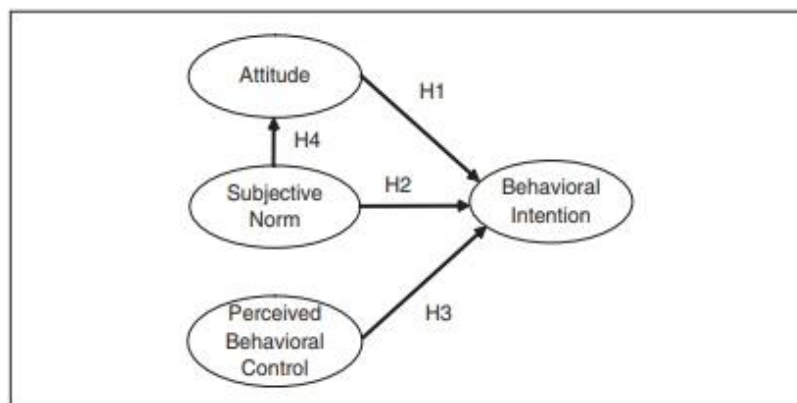 Attitude
H1
H4
Subjective
Norm
H2
Behavioral
Intention
Perceived
Behavioral
Control
H3